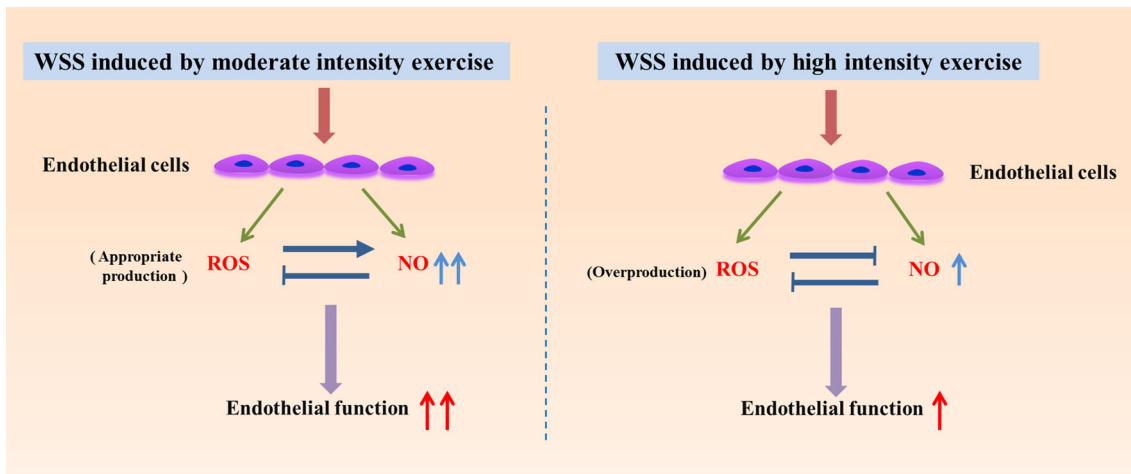 WSS induced by moderate intensity exercise
Endothelial cells
( Appropriate
production )
ROS
NO
Endothelial function
WSS induced by high intensity exercise
Endothelial cells
(Overproduction)
ROS
NO
Endothelial function